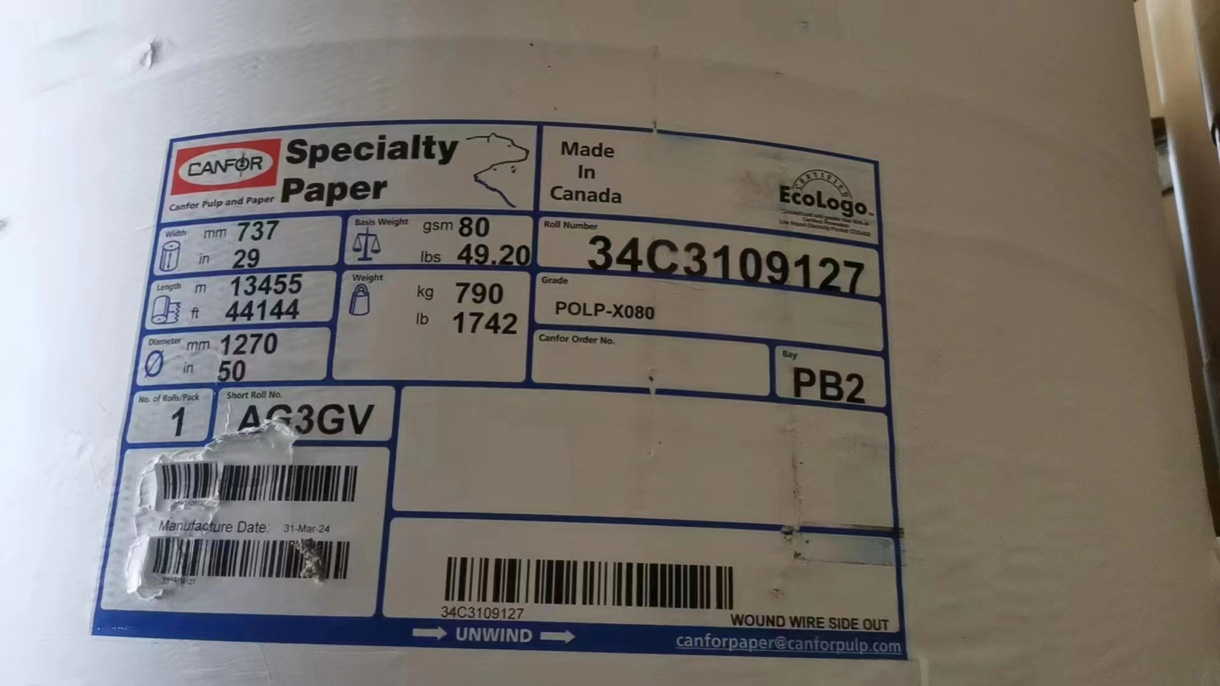 CANFOR
Specialty
Paper
Canfor Pulp and Paper
Made
In
Canada
CERTIFIED
EcoLogo™
Width
mm 737
in 29
Basis Weight
gsm 80
lbs 49.20
Roll Number
34C3109127
Length
m 13455
ft 44144
Weight
kg 790
lb 1742
Grade
POLP-X080
Diameter
mm 1270
in 50
Canfor Order No.
Bay
PB2
No. of Rolls/Pack
1
Short Roll No.
AG3GV
Manufacture Date: 31-Mar-24
34C3109127
WOUND WIRE SIDE OUT
UNWIND
canforpaper@canforpulp.com